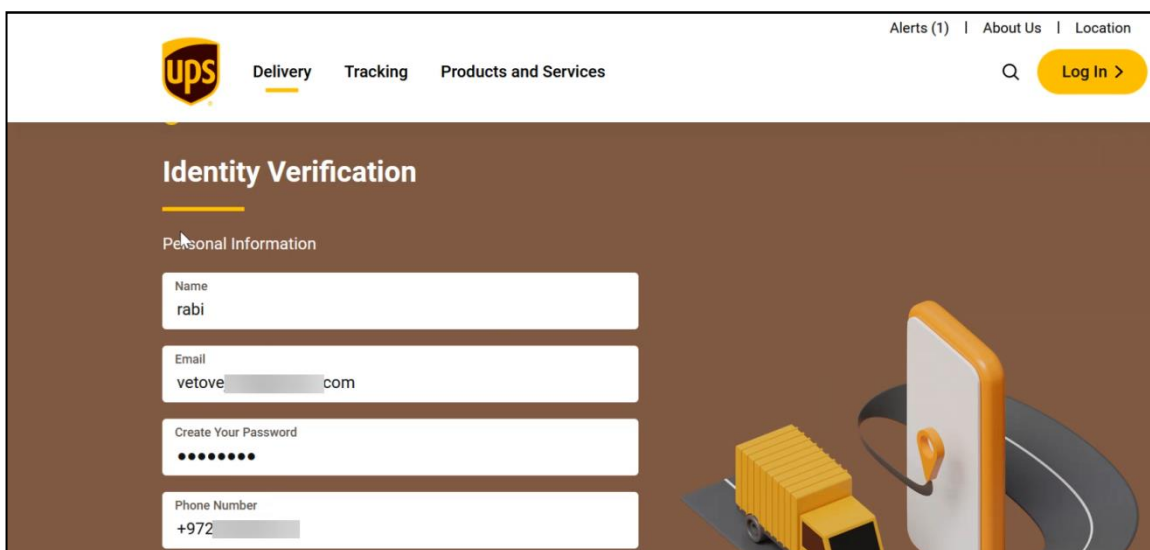 Alerts (1) | About Us | Location
ups
Delivery Tracking Products and Services
Log In >
Identity Verification
Personal Information
Name
rabi
Email
vetove com
Create Your Password
••••••••
Phone Number
+972